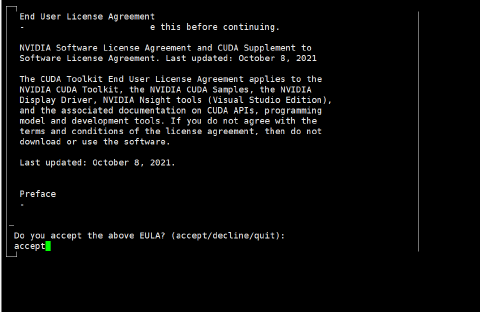 End User License Agreement
- e this before continuing.
NVIDIA Software License Agreement and CUDA Supplement to
Software License Agreement. Last updated: October 8, 2021
The CUDA Toolkit End User License Agreement applies to the
NVIDIA CUDA Toolkit, the NVIDIA CUDA Samples, the NVIDIA
Display Driver, NVIDIA Nsight tools (Visual Studio Edition),
and the associated documentation on CUDA APIs, programming
model and development tools. If you do not agree with the
terms and conditions of the license agreement, then do not
download or use the software.
Last updated: October 8, 2021.
Preface
-
Do you accept the above EULA? (accept/decline/quit):
accept